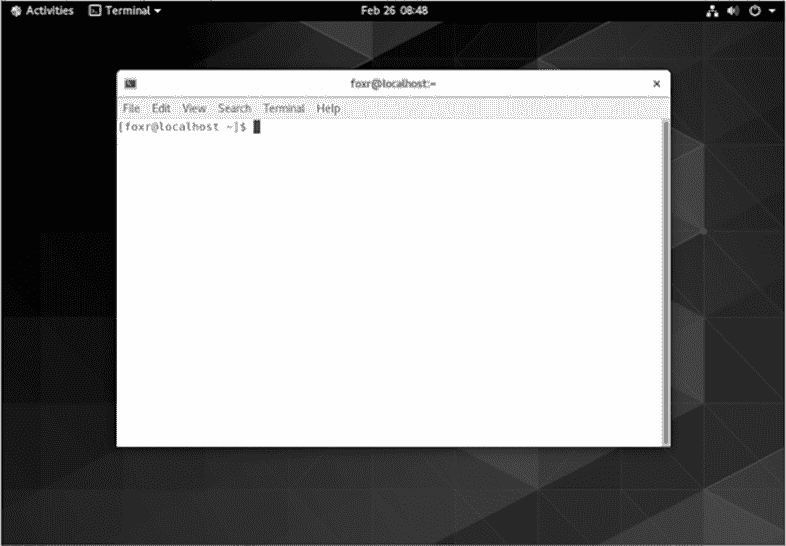 Activities Terminal Feb 26 08:48
foxr@localhost:~
File Edit View Search Terminal Help
[foxr@localhost ~]$